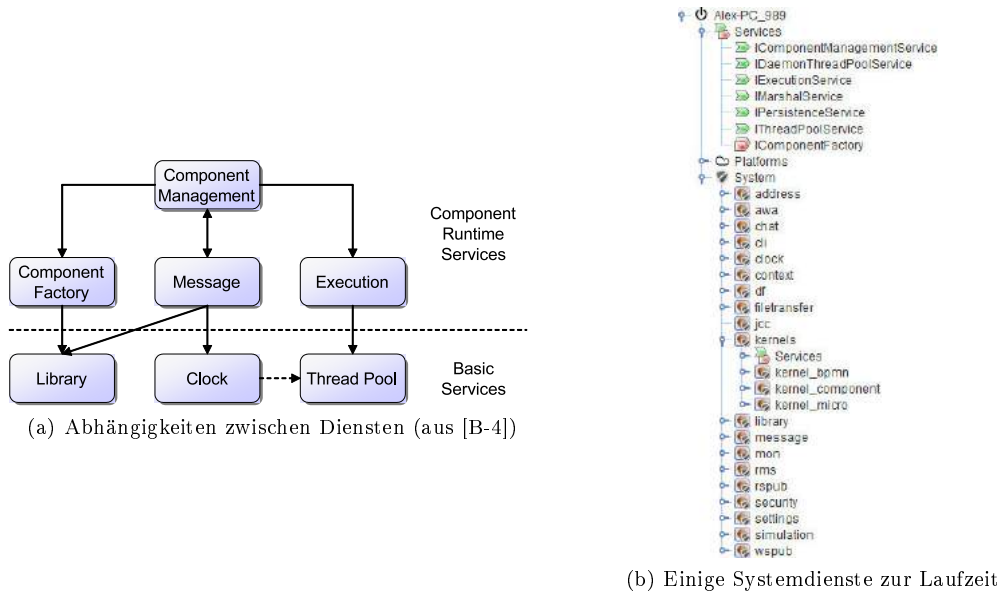 Component
Management
Component
Runtime
Services
Component
Factory
Message
Execution
Library
Clock
Thread Pool
Basic
Services
(a) Abhängigkeiten zwischen Diensten (aus [B-4])
Alex-PC_989
Services
IComponentManagementService
IDaemonThreadPoolService
IExecutionService
IMarshalService
IPersistenceService
IThreadPoolService
IComponentFactory
Platforms
System
address
awa
chat
cli
clock
context
df
filetransfer
jcc
kernels
Services
kernel_bpmn
kernel_component
kernel_micro
library
message
mon
rms
rspub
security
settings
simulation
wspub
(b) Einige Systemdienste zur Laufzeit